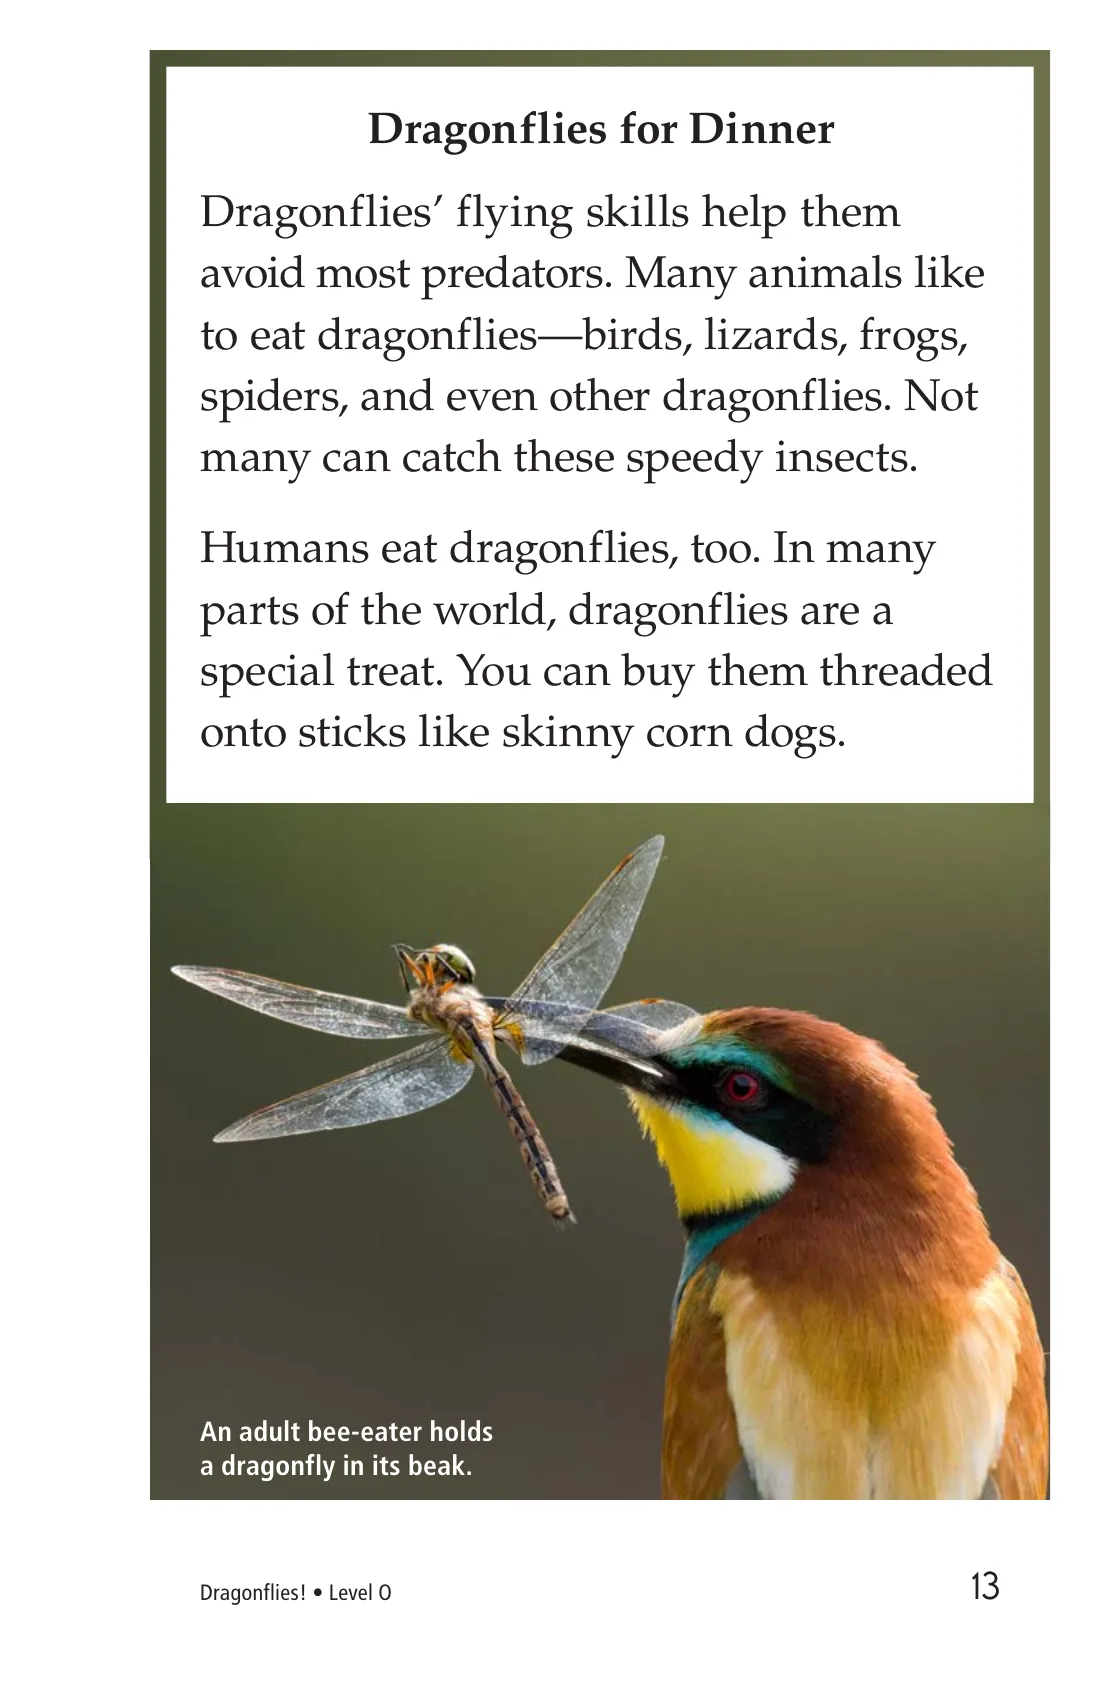 Dragonflies for Dinner
Dragonflies’ flying skills help them
avoid most predators. Many animals like
to eat dragonflies—birds, lizards, frogs,
spiders, and even other dragonflies. Not
many can catch these speedy insects.
Humans eat dragonflies, too. In many
parts of the world, dragonflies are a
special treat. You can buy them threaded
onto sticks like skinny corn dogs.
An adult bee-eater holds
a dragonfly in its beak.
Dragonflies! • Level O
13